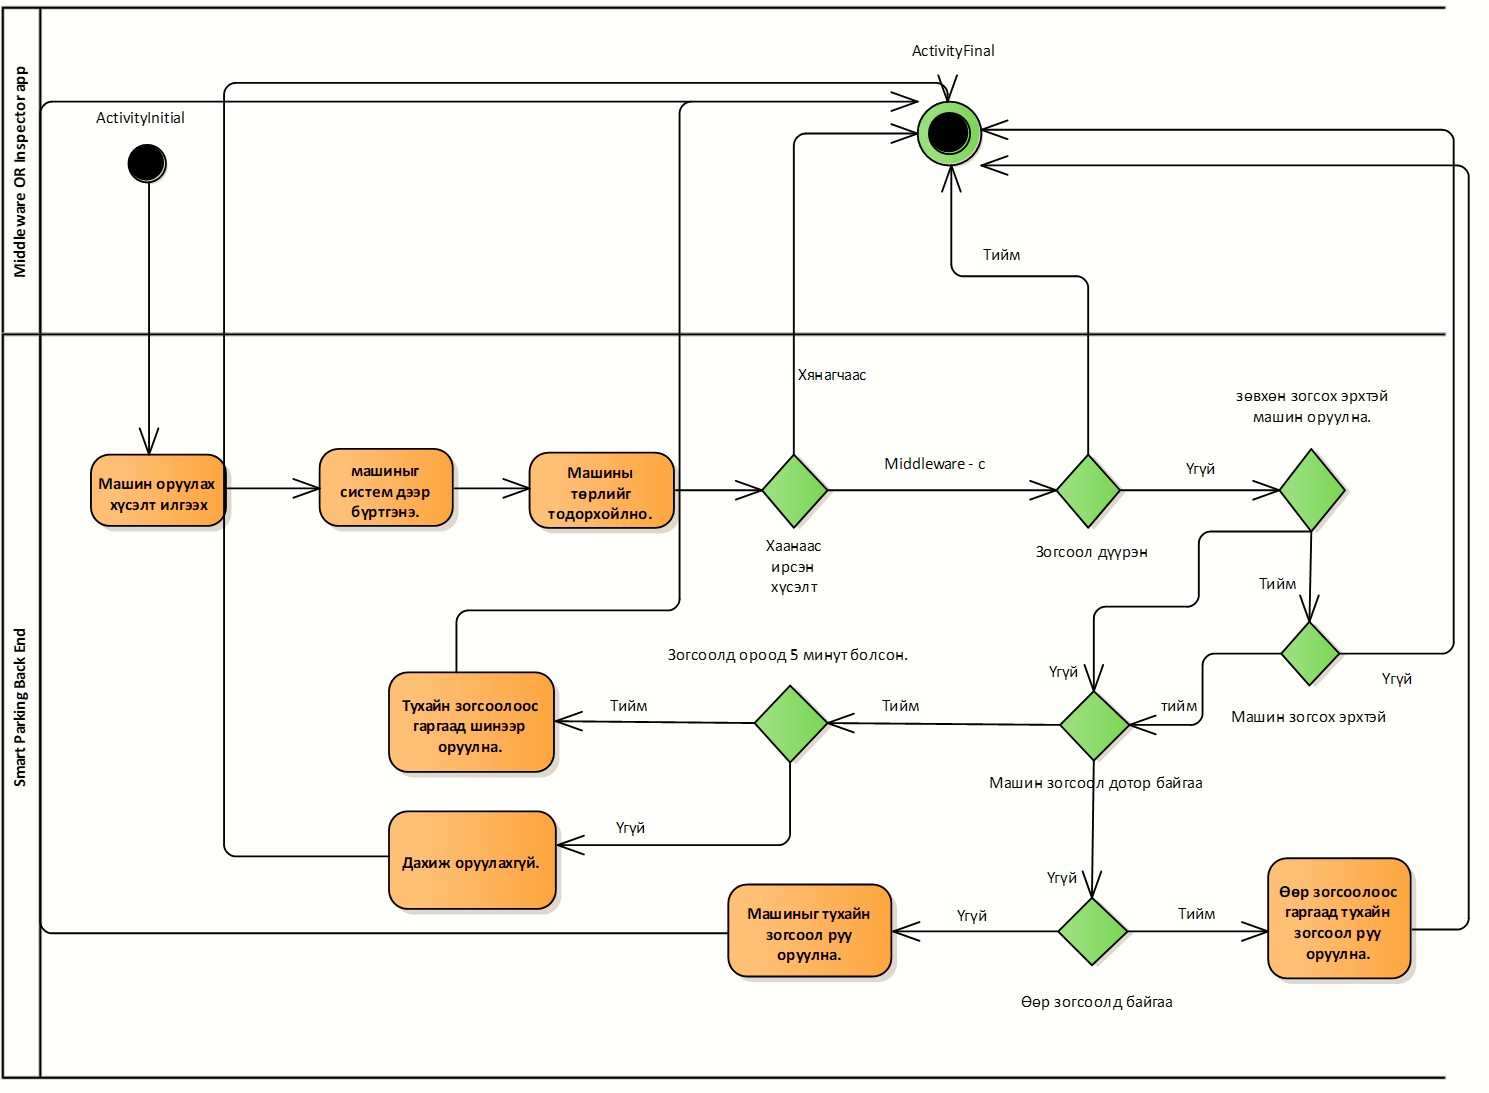 ActivityFinal
ActivityInitial
Middleware OR Inspector app
Тийм
Хянагчаас
зөвхөн зогсох эрхтэй
машин оруулна.
Машин оруулах
хүсэлт илгээх
машиныг
систем дээр
бүртгэнэ.
Машины
төрлийг
тодорхойлно.
Middleware - с
Үгүй
Хаанаас
ирсэн
хүсэлт
Зогсоол дүүрэн
Тийм
Зогсоолд ороод 5 минут болсон.
Үгүй
Үгүй
Smart Parking Back End
Тухайн зогсоолоос
гаргаад шинээр
оруулна.
Тийм
Тийм
тийм
Машин зогсох эрхтэй
Машин зогсоол дотор байгаа
Үгүй
Дахиж оруулахгүй.
Үгүй
Машиныг тухайн
зогсоол руу
оруулна.
Үгүй
Тийм
Өөр зогсоолоос
гаргаад тухайн
зогсоол руу
оруулна.
Өөр зогсоолд байгаа